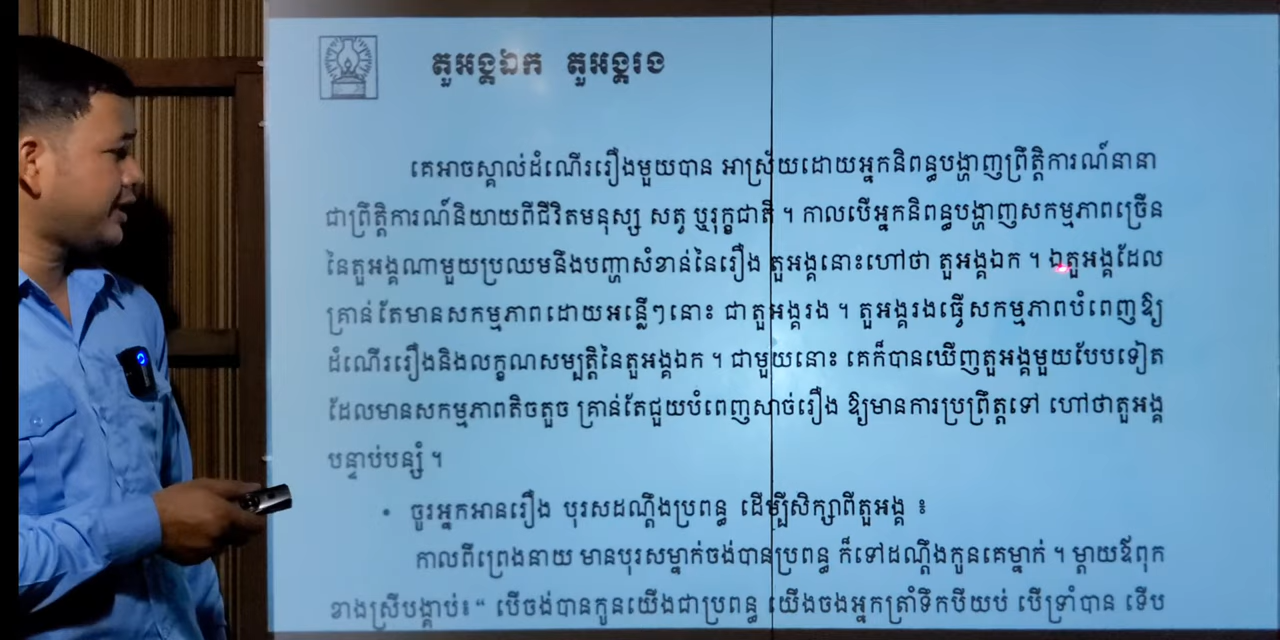 តួអង្គឯក តួអង្គរង
គេអាចស្គាល់ដំណើររឿងមួយបាន អាស្រ័យដោយអ្នកនិពន្ធបង្ហាញព្រឹត្តិការណ៍នានា
ជាព្រឹត្តិការណ៍និយាយពីជីវិតមនុស្ស សត្វ ឬរុក្ខជាតិ ។ កាលបើអ្នកនិពន្ធបង្ហាញសកម្មភាពច្រើន
នៃតួអង្គណាមួយប្រឈមនឹងបញ្ហាសំខាន់នៃរឿង តួអង្គនោះហៅថា តួអង្គឯក ។ ឯតួអង្គដែល
គ្រាន់តែមានសកម្មភាពដោយអន្លើៗនោះ ជាតួអង្គរង ។ តួអង្គរងធ្វើសកម្មភាពបំពេញឱ្យ
ដំណើររឿងនិងលក្ខណសម្បត្តិនៃតួអង្គឯក ។ ជាមួយនោះ គេក៏បានឃើញតួអង្គមួយបែបទៀត
ដែលមានសកម្មភាពតិចតួច គ្រាន់តែជួយបំពេញសាច់រឿង ឱ្យមានការប្រព្រឹត្តទៅ ហៅថាតួអង្គ
បន្ទាប់បន្សំ ។
• ចូរអ្នកអានរឿង បុរសដណ្ដឹងប្រពន្ធ ដើម្បីសិក្សាពីតួអង្គ ៖
កាលពីព្រេងនាយ មានបុរសម្នាក់ចង់បានប្រពន្ធ ក៏ទៅដណ្ដឹងកូនគេម្នាក់ ។ ម្ដាយឪពុក
ខាងស្រីបង្គាប់៖“ បើចង់បានកូនយើងជាប្រពន្ធ យើងចងអ្នកត្រាំទឹកបីយប់ បើទ្រាំបាន ទើប